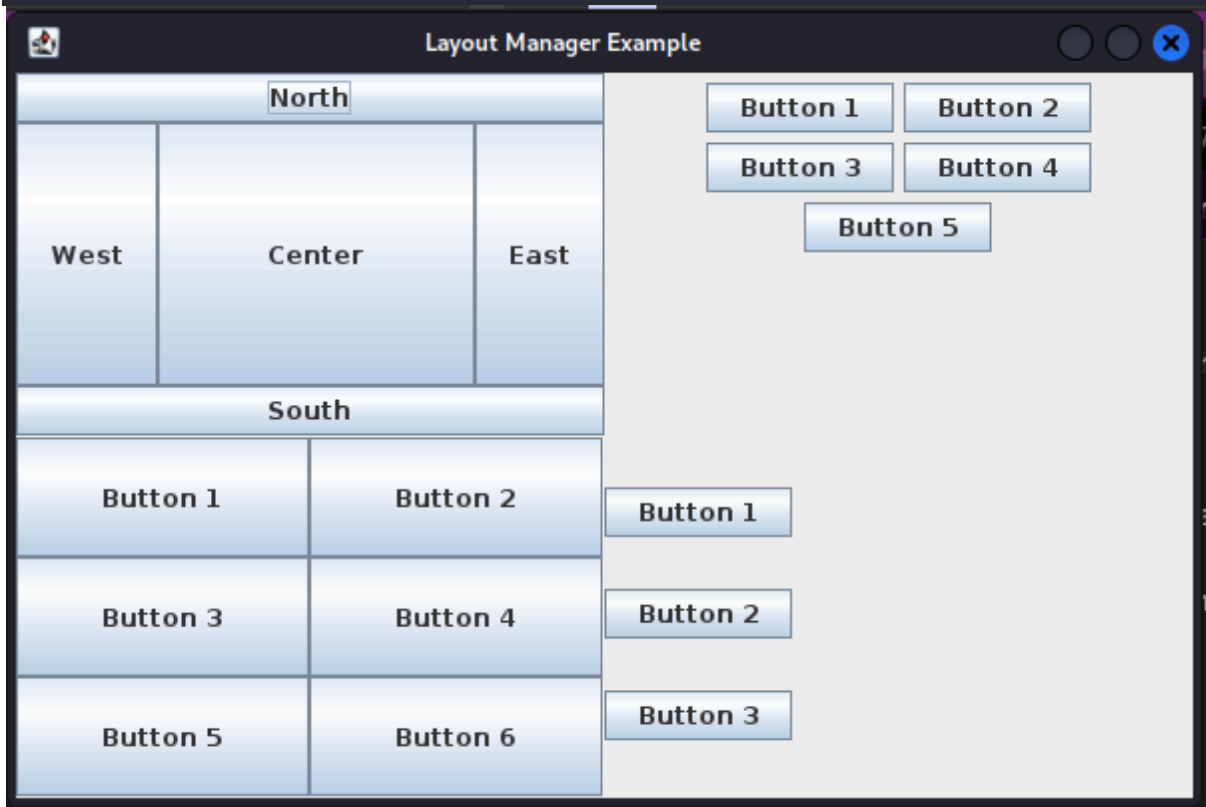 Layout Manager Example
North
West Center East
South
Button 1 Button 2
Button 3 Button 4
Button 5
Button 1 Button 2
Button 3 Button 4
Button 5 Button 6
Button 1
Button 2
Button 3